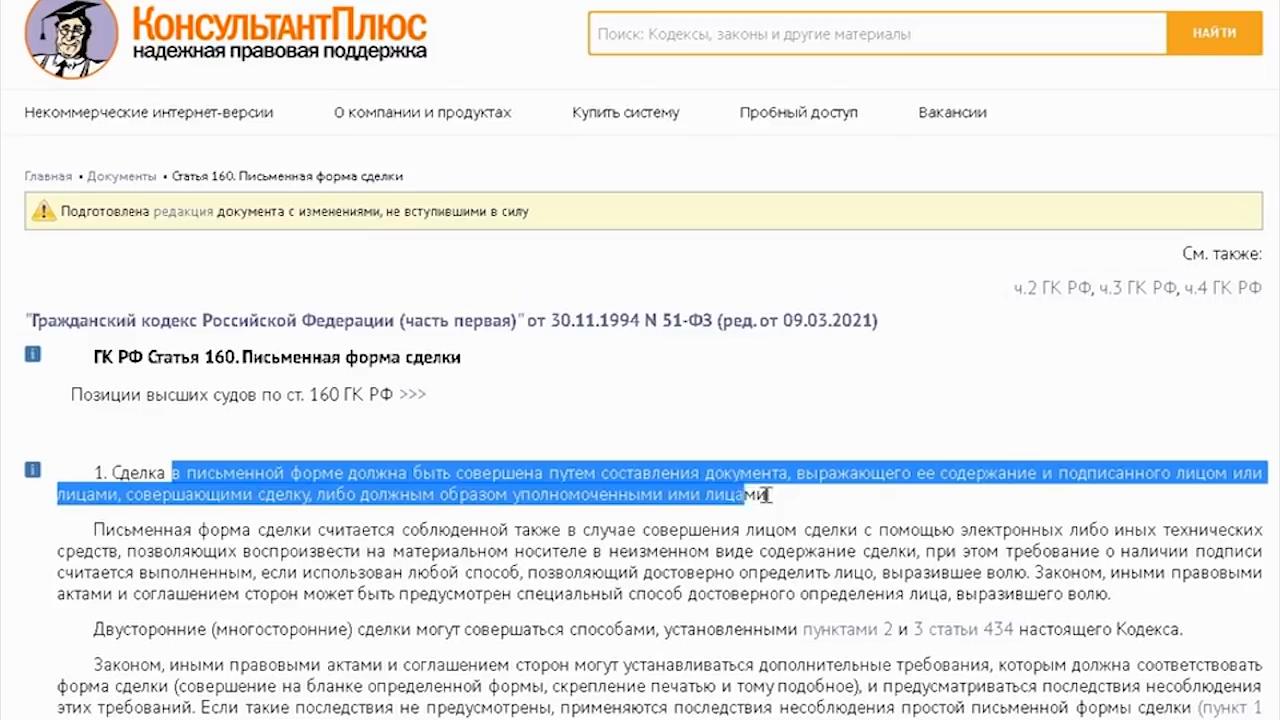 КонсультантПлюс
надежная правовая поддержка
Поиск: Кодексы, законы и другие материалы
НАЙТИ
Некоммерческие интернет-версии
О компании и продуктах
Купить систему
Пробный доступ
Вакансии
Главная • Документы • Статья 160. Письменная форма сделки
Подготовлена редакция документа с изменениями, не вступившими в силу
См. также:
ч.2 ГК РФ, ч.3 ГК РФ, ч.4 ГК РФ
"Гражданский кодекс Российской Федерации (часть первая)" от 30.11.1994 N 51-ФЗ (ред. от 09.03.2021)
ГК РФ Статья 160. Письменная форма сделки
Позиции высших судов по ст. 160 ГК РФ >>>
1. Сделка в письменной форме должна быть совершена путем составления документа, выражающего ее содержание и подписанного лицом или
лицами, совершающими сделку, либо должным образом уполномоченными ими лицами.
Письменная форма сделки считается соблюденной также в случае совершения лицом сделки с помощью электронных либо иных технических
средств, позволяющих воспроизвести на материальном носителе в неизменном виде содержание сделки, при этом требование о наличии подписи
считается выполненным, если использован любой способ, позволяющий достоверно определить лицо, выразившее волю. Законом, иными правовыми
актами и соглашением сторон может быть предусмотрен специальный способ достоверного определения лица, выразившего волю.
Двусторонние (многосторонние) сделки могут совершаться способами, установленными пунктами 2 и 3 статьи 434 настоящего Кодекса.
Законом, иными правовыми актами и соглашением сторон могут устанавливаться дополнительные требования, которым должна соответствовать
форма сделки (совершение на бланке определенной формы, скрепление печатью и тому подобное), и предусматриваться последствия несоблюдения
этих требований. Если такие последствия не предусмотрены, применяются последствия несоблюдения простой письменной формы сделки (пункт 1